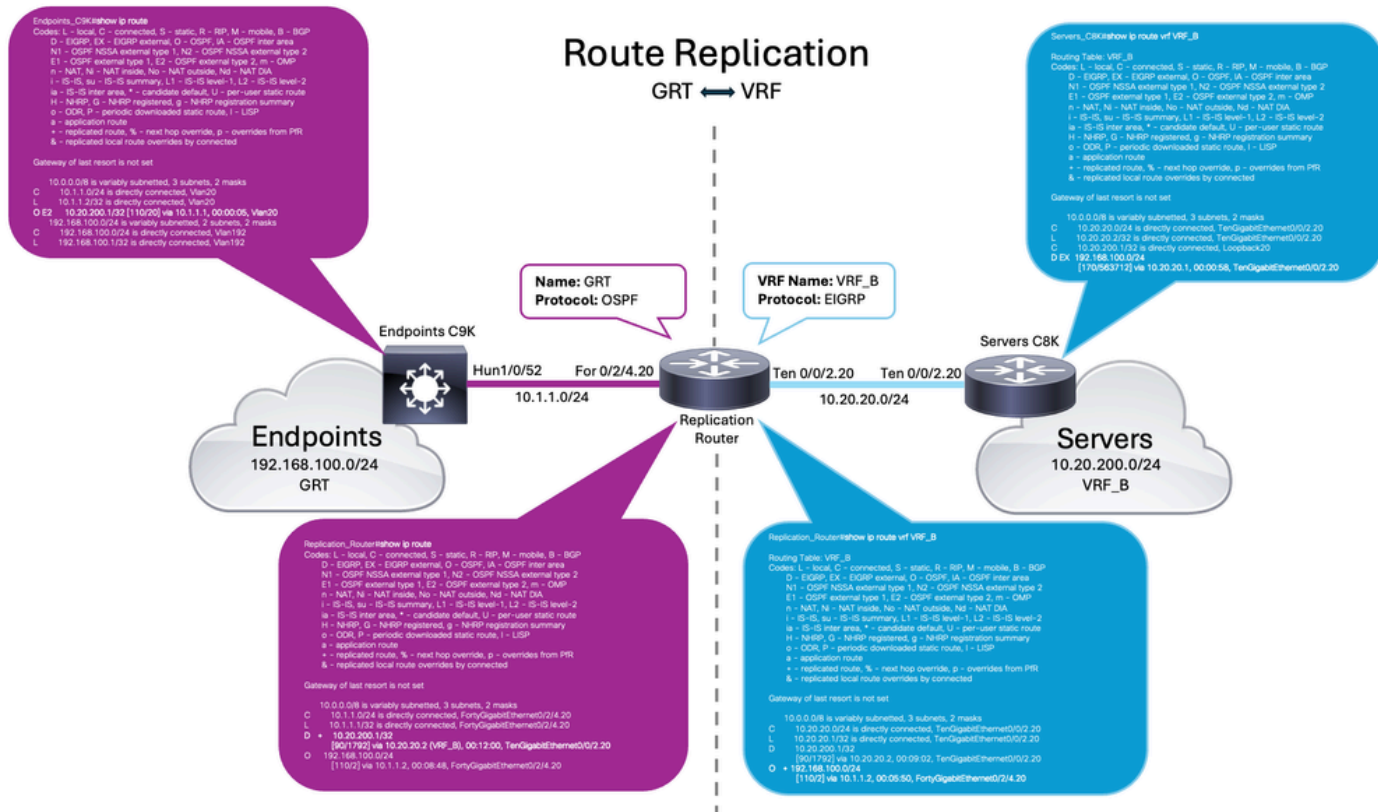 Route Replication
GRT ⟷ VRF
Endpoints_C9K#show ip route
Codes: L - local, C - connected, S - static, R - RIP, M - mobile, B - BGP
D - EIGRP, EX - EIGRP external, O - OSPF, IA - OSPF inter area
N1 - OSPF NSSA external type 1, N2 - OSPF NSSA external type 2
E1 - OSPF external type 1, E2 - OSPF external type 2, m - OMP
n - NAT, Ni - NAT inside, No - NAT outside, Nd - NAT DIA
i - IS-IS, su - IS-IS summary, L1 - IS-IS level-1, L2 - IS-IS level-2
ia - IS-IS inter area, * - candidate default, U - per-user static route
H - NHRP, G - NHRP registered, g - NHRP registration summary
o - ODR, P - periodic downloaded static route, l - LISP
a - application route
+ - replicated route, % - next hop override, p - overrides from PfR
& - replicated local route overrides by connected
Gateway of last resort is not set
10.0.0.0/8 is variably subnetted, 3 subnets, 2 masks
C 10.1.1.0/24 is directly connected, Vlan20
L 10.1.1.2/32 is directly connected, Vlan20
O E2 10.20.200.1/32 [110/20] via 10.1.1.1, 00:00:05, Vlan20
192.168.100.0/24 is variably subnetted, 2 subnets, 2 masks
C 192.168.100.0/24 is directly connected, Vlan192
L 192.168.100.1/32 is directly connected, Vlan192
Servers_C8K#show ip route vrf VRF_B
Routing Table: VRF_B
Codes: L - local, C - connected, S - static, R - RIP, M - mobile, B - BGP
D - EIGRP, EX - EIGRP external, O - OSPF, IA - OSPF inter area
N1 - OSPF NSSA external type 1, N2 - OSPF NSSA external type 2
E1 - OSPF external type 1, E2 - OSPF external type 2, m - OMP
n - NAT, Ni - NAT inside, No - NAT outside, Nd - NAT DIA
i - IS-IS, su - IS-IS summary, L1 - IS-IS level-1, L2 - IS-IS level-2
ia - IS-IS inter area, * - candidate default, U - per-user static route
H - NHRP, G - NHRP registered, g - NHRP registration summary
o - ODR, P - periodic downloaded static route, l - LISP
a - application route
+ - replicated route, % - next hop override, p - overrides from PfR
& - replicated local route overrides by connected
Gateway of last resort is not set
10.0.0.0/8 is variably subnetted, 3 subnets, 2 masks
C 10.20.20.0/24 is directly connected, TenGigabitEthernet0/0/2.20
L 10.20.20.2/32 is directly connected, TenGigabitEthernet0/0/2.20
C 10.20.200.1/32 is directly connected, Loopback20
D EX 192.168.100.0/24
[170/563712] via 10.20.20.1, 00:00:58, TenGigabitEthernet0/0/2.20
Name: GRT
Protocol: OSPF
VRF Name: VRF_B
Protocol: EIGRP
Endpoints C9K
Servers C8K
Hun1/0/52
For 0/2/4.20
Ten 0/0/2.20
Ten 0/0/2.20
10.1.1.0/24
10.20.20.0/24
Replication
Router
Endpoints
192.168.100.0/24
GRT
Servers
10.20.200.0/24
VRF_B
Replication_Router#show ip route
Codes: L - local, C - connected, S - static, R - RIP, M - mobile, B - BGP
D - EIGRP, EX - EIGRP external, O - OSPF, IA - OSPF inter area
N1 - OSPF NSSA external type 1, N2 - OSPF NSSA external type 2
E1 - OSPF external type 1, E2 - OSPF external type 2, m - OMP
n - NAT, Ni - NAT inside, No - NAT outside, Nd - NAT DIA
i - IS-IS, su - IS-IS summary, L1 - IS-IS level-1, L2 - IS-IS level-2
ia - IS-IS inter area, * - candidate default, U - per-user static route
H - NHRP, G - NHRP registered, g - NHRP registration summary
o - ODR, P - periodic downloaded static route, l - LISP
a - application route
+ - replicated route, % - next hop override, p - overrides from PfR
& - replicated local route overrides by connected
Gateway of last resort is not set
10.0.0.0/8 is variably subnetted, 3 subnets, 2 masks
C 10.1.1.0/24 is directly connected, FortyGigabitEthernet0/2/4.20
L 10.1.1.1/32 is directly connected, FortyGigabitEthernet0/2/4.20
D + 10.20.200.1/32
[90/1792] via 10.20.20.2 (VRF_B), 00:12:00, TenGigabitEthernet0/0/2.20
O 192.168.100.0/24
[110/2] via 10.1.1.2, 00:08:48, FortyGigabitEthernet0/2/4.20
Replication_Router#show ip route vrf VRF_B
Routing Table: VRF_B
Codes: L - local, C - connected, S - static, R - RIP, M - mobile, B - BGP
D - EIGRP, EX - EIGRP external, O - OSPF, IA - OSPF inter area
N1 - OSPF NSSA external type 1, N2 - OSPF NSSA external type 2
E1 - OSPF external type 1, E2 - OSPF external type 2, m - OMP
n - NAT, Ni - NAT inside, No - NAT outside, Nd - NAT DIA
i - IS-IS, su - IS-IS summary, L1 - IS-IS level-1, L2 - IS-IS level-2
ia - IS-IS inter area, * - candidate default, U - per-user static route
H - NHRP, G - NHRP registered, g - NHRP registration summary
o - ODR, P - periodic downloaded static route, l - LISP
a - application route
+ - replicated route, % - next hop override, p - overrides from PfR
& - replicated local route overrides by connected
Gateway of last resort is not set
10.0.0.0/8 is variably subnetted, 3 subnets, 2 masks
C 10.20.20.0/24 is directly connected, TenGigabitEthernet0/0/2.20
L 10.20.20.1/32 is directly connected, TenGigabitEthernet0/0/2.20
D 10.20.200.1/32
[90/1792] via 10.20.20.2, 00:09:02, TenGigabitEthernet0/0/2.20
O + 192.168.100.0/24
[110/2] via 10.1.1.2, 00:05:50, FortyGigabitEthernet0/2/4.20